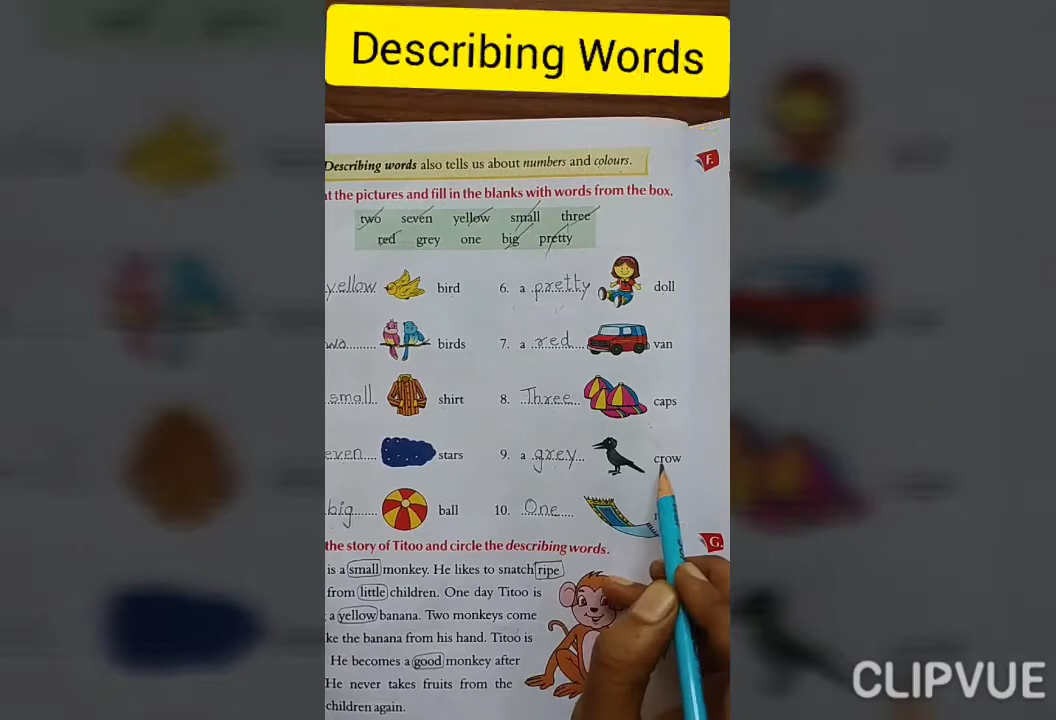 Describing Words
Describing words also tells us about numbers and colours.
F.
at the pictures and fill in the blanks with words from the box.
two seven yellow small three
red grey one big pretty
yellow bird
6. a pretty doll
wo birds
7. a red van
small shirt
8. Three caps
even stars
9. a grey crow
big ball
10. One
G.
the story of Titoo and circle the describing words.
is a small monkey. He likes to snatch ripe
from little children. One day Titoo is
a yellow banana. Two monkeys come
ke the banana from his hand. Titoo is
He becomes a good monkey after
He never takes fruits from the
children again.
CLIPVUE